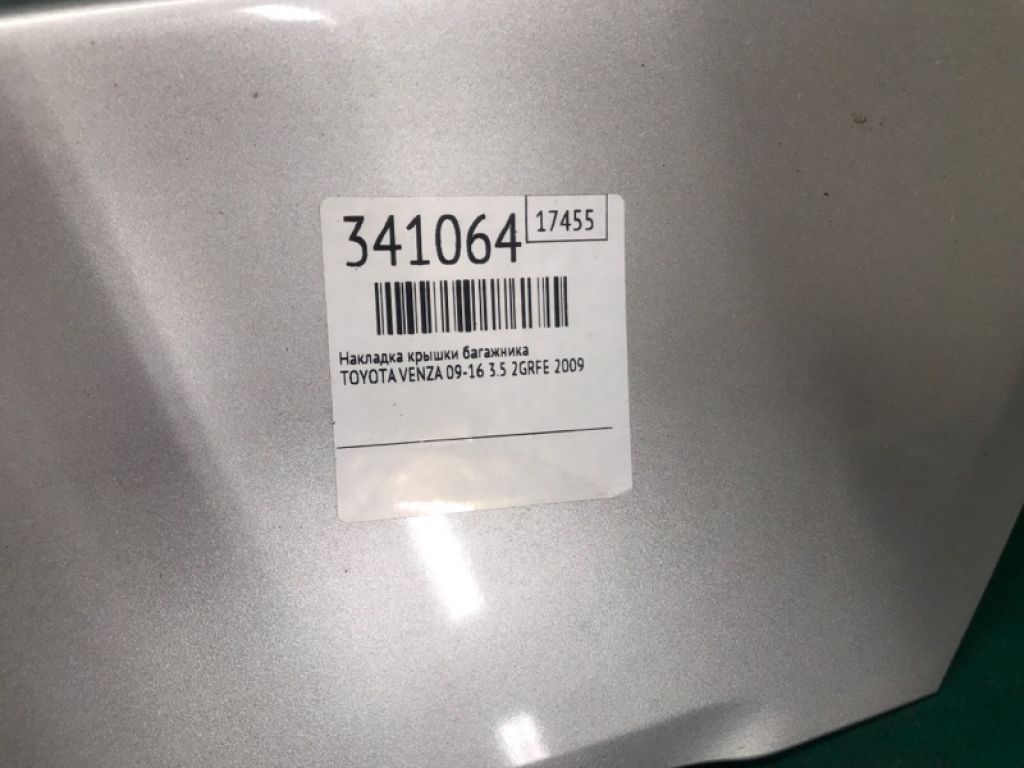 341064 17455
Накладка крышки багажника
TOYOTA VENZA 09-16 3.5 2GRFE 2009